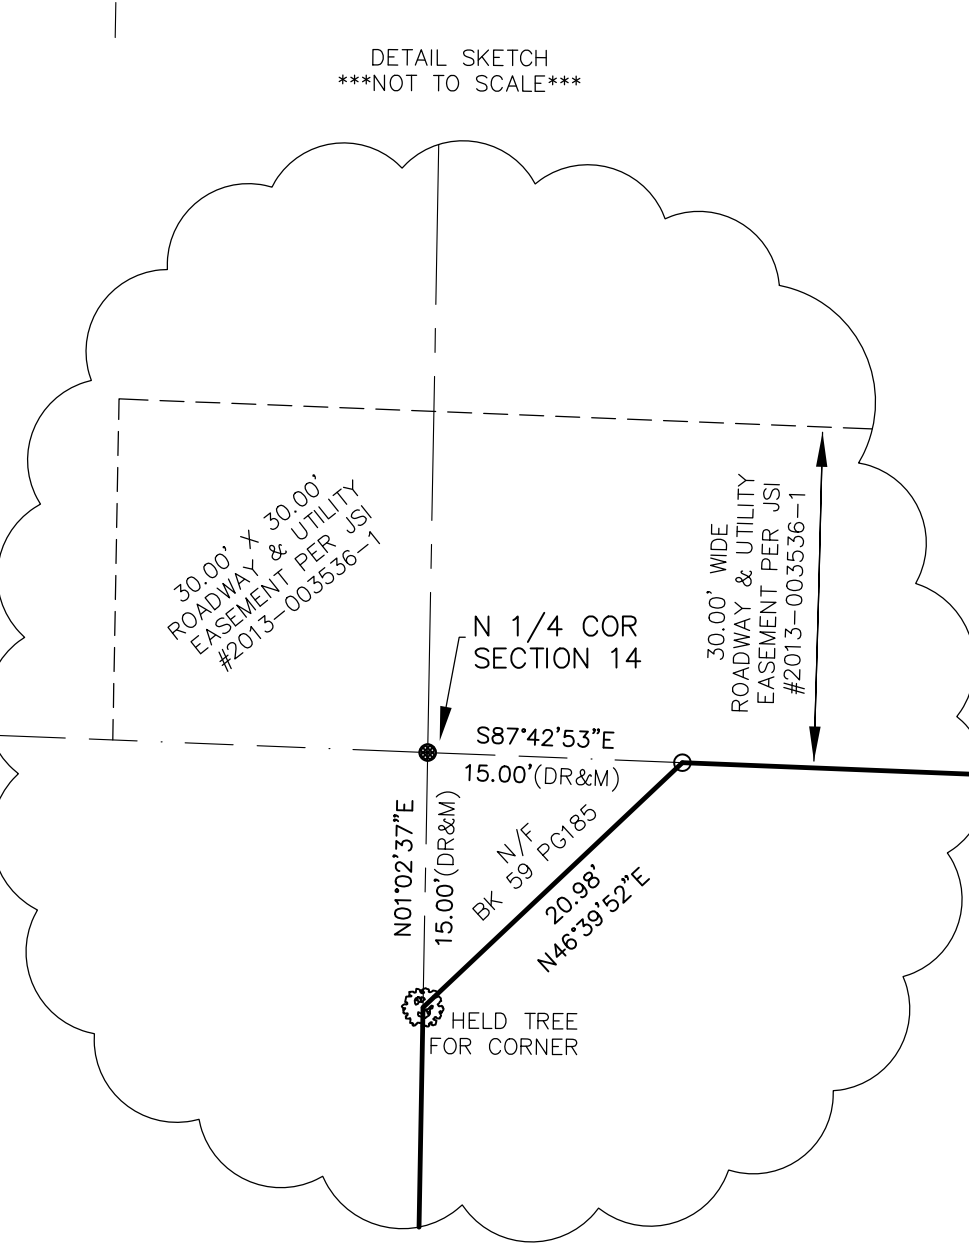 DETAIL SKETCH
***NOT TO SCALE***
30.00' X 30.00'
ROADWAY & UTILITY
EASEMENT PER JSI
#2013-003536-1
30.00' WIDE
ROADWAY & UTILITY
EASEMENT PER JSI
#2013-003536-1
N 1/4 COR
SECTION 14
S87°42'53"E
15.00'(DR&M)
N01°02'37"E
15.00'(DR&M)
N/F
BK 59 PG185
20.98'
N46°39'52"E
HELD TREE
FOR CORNER